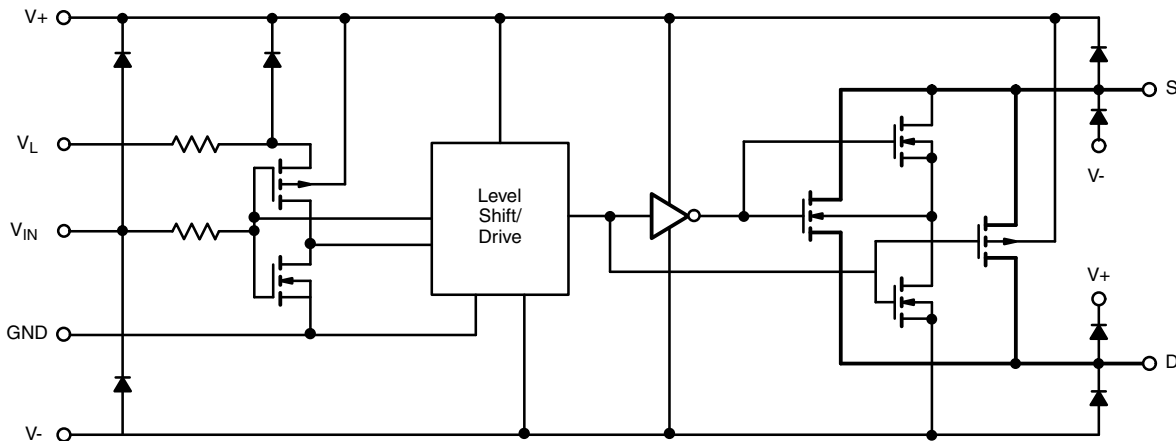 V+
S
VL
V-
Level
Shift/
Drive
VIN
V+
GND
D
V-